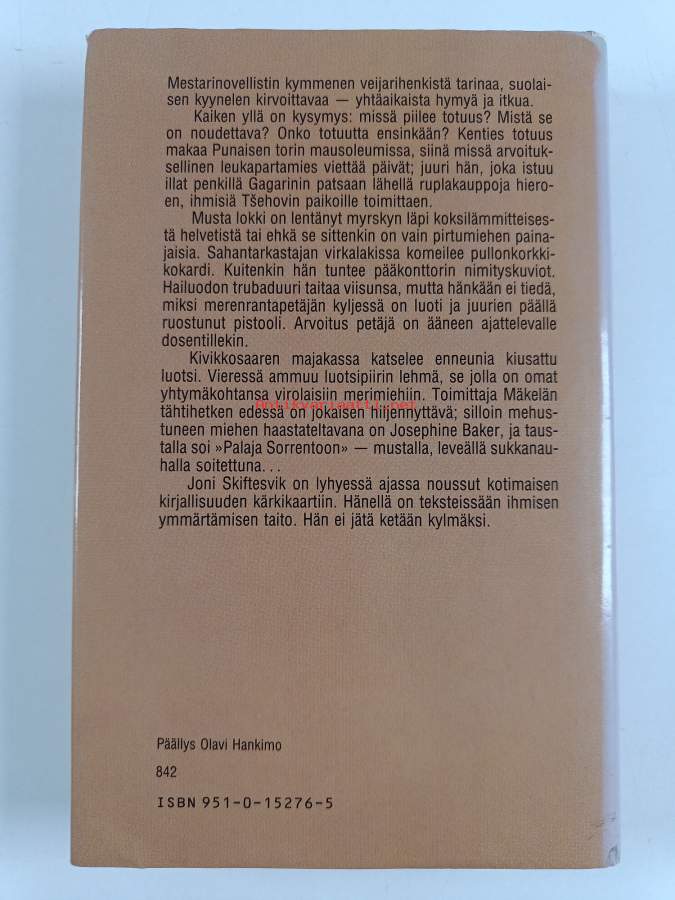 Mestarinovellistin kymmenen veijarihenkistä tarinaa, suolai-
sen kyynelen kirvoittavaa — yhtäaikaista hymyä ja itkua.
Kaiken yllä on kysymys: missä piilee totuus? Mistä se
on noudettava? Onko totuutta ensinkään? Kenties totuus
makaa Punaisen torin mausoleumissa, siinä missä arvoituk-
sellinen leukapartamies viettää päivät; juuri hän, joka istuu
illat penkillä Gagarinin patsaan lähellä ruplakauppoja hiero-
en, ihmisiä Tšehovin paikoille toimittaen.
Musta lokki on lentänyt myrskyn läpi koksilämmitteises-
tä helvetistä tai ehkä se sittenkin on vain pirtumiehen paina-
jaisia. Sahantarkastajan virkalakissa komeilee pullonkorkki-
kokardi. Kuitenkin hän tuntee pääkonttorin nimityskuviot.
Hailuodon trubaduuri taitaa viisunsa, mutta hänkään ei tiedä,
miksi merenrantapetäjän kyljessä on luoti ja juurien päällä
ruostunut pistooli. Arvoitus petäjä on ääneen ajattelevalle
dosentillekin.
Kivikkosaaren majakassa katselee enneunia kiusattu
luotsi. Vieressä ammuu luotsipiirin lehmä, se jolla on omat
yhtymäkohtansa virolaisiin merimiehiin. Toimittaja Mäkelän
antikvariaatti.net
tähtihetken edessä on jokaisen hiljennyttävä; silloin mehus-
tuneen miehen haastateltavana on Josephine Baker, ja taus-
talla soi »Palaja Sorrentoon» — mustalla, leveällä sukkanau-
halla soitettuna...
Joni Skiftesvik on lyhyessä ajassa noussut kotimaisen
kirjallisuuden kärkikaartiin. Hänellä on teksteissään ihmisen
ymmärtämisen taito. Hän ei jätä ketään kylmäksi.
Päällys Olavi Hankimo
842
ISBN 951-0-15276-5